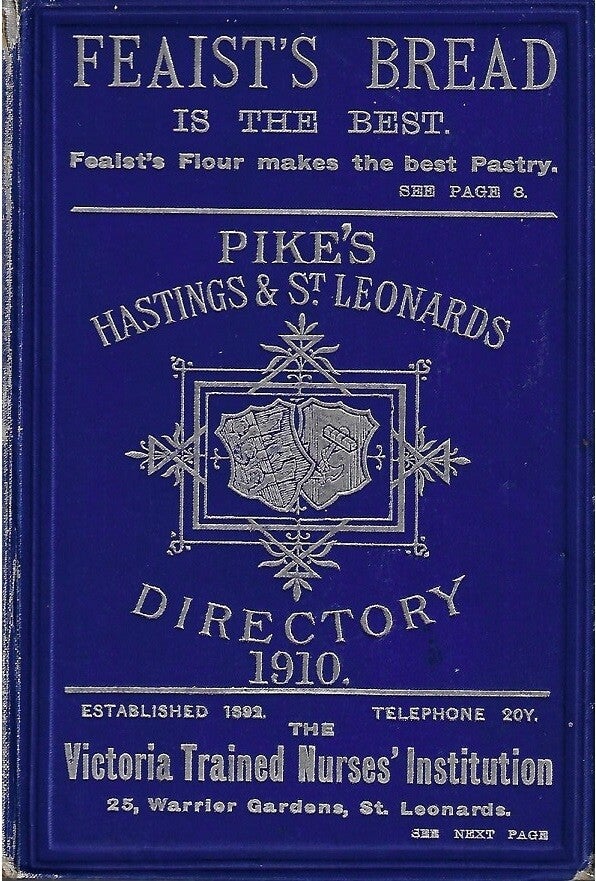 FEAIST'S BREAD
IS THE BEST.
Feaist's Flour makes the best Pastry.
SEE PAGE 8.
PIKE'S
HASTINGS & ST LEONARDS
DIRECTORY
1910.
ESTABLISHED 1892. TELEPHONE 20Y.
THE
Victoria Trained Nurses' Institution
25, Warrior Gardens, St. Leonards.
SEE NEXT PAGE